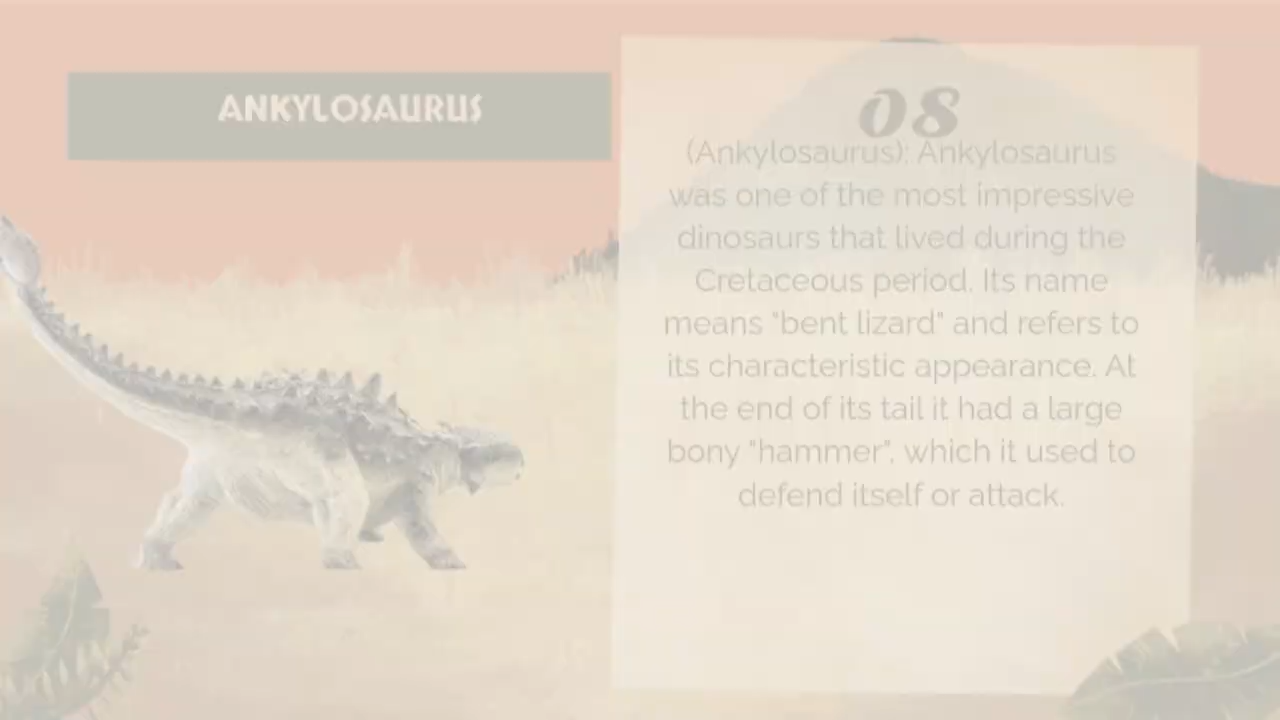 ANKYLOSAURUS
08
(Ankylosaurus): Ankylosaurus
was one of the most impressive
dinosaurs that lived during the
Cretaceous period. Its name
means "bent lizard" and refers to
its characteristic appearance. At
the end of its tail it had a large
bony "hammer", which it used to
defend itself or attack.